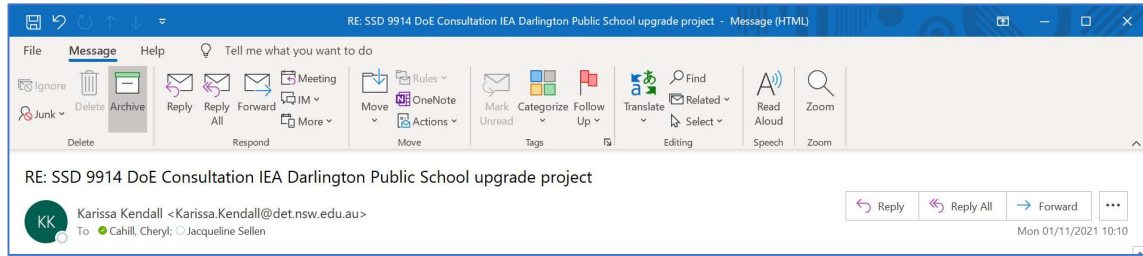 RE: SSD 9914 DoE Consultation IEA Darlington Public School upgrade project - Message (HTML)
File Message Help Tell me what you want to do
Ignore
Junk
Delete
Archive
Delete
Reply
Reply All
Forward
Meeting
IM
More
Respond
Move
Rules
OneNote
Actions
Move
Mark Unread
Categorize
Follow Up
Tags
Translate
Find
Related
Select
Editing
Read Aloud
Speech
Zoom
Zoom
RE: SSD 9914 DoE Consultation IEA Darlington Public School upgrade project
KK
Karissa Kendall <Karissa.Kendall@det.nsw.edu.au>
To Cahill, Cheryl; Jacqueline Sellen
Reply Reply All Forward
Mon 01/11/2021 10:10